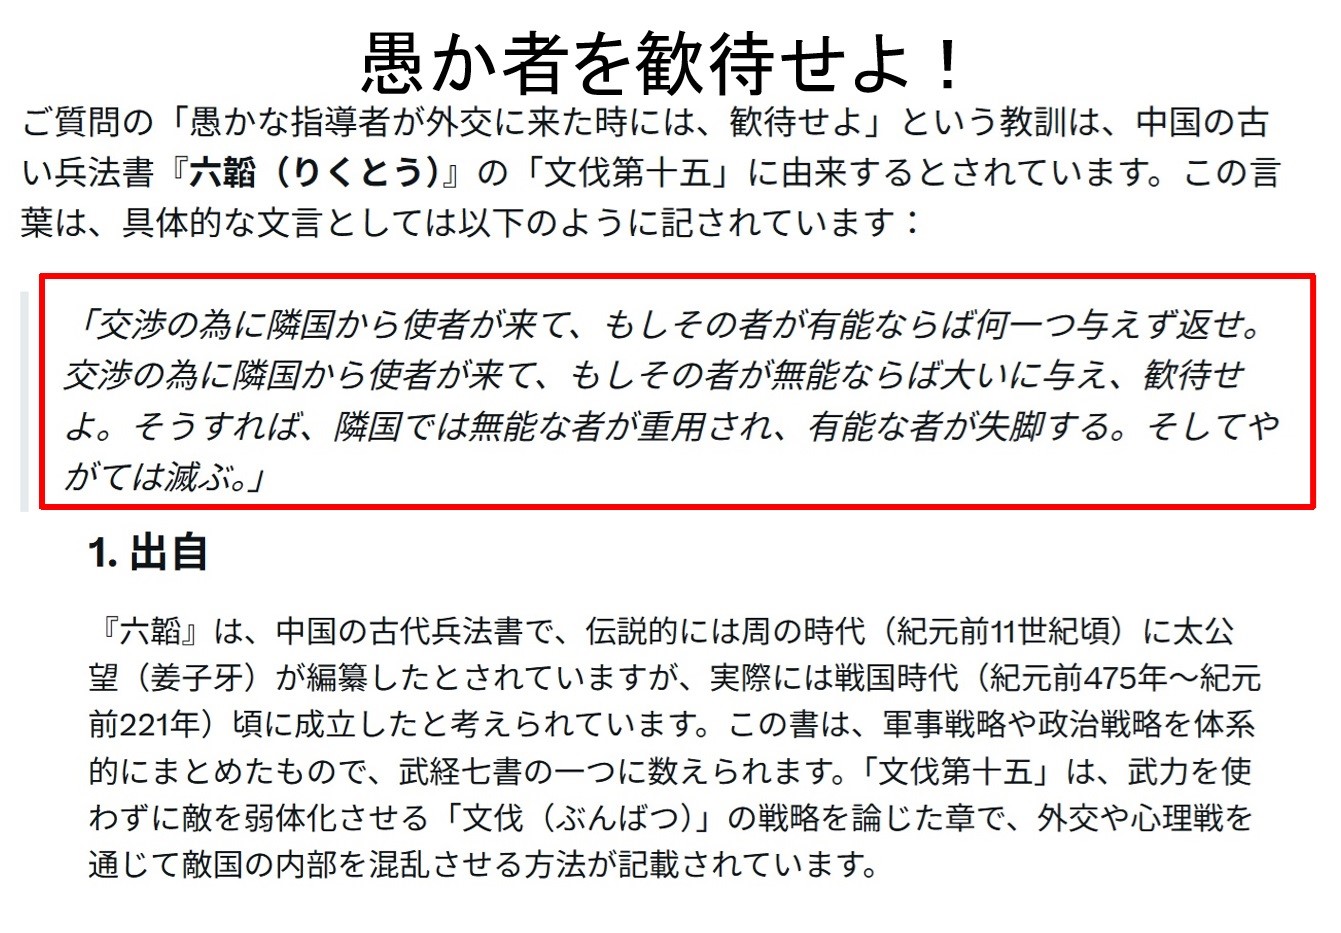 愚か者を歓待せよ！
ご質問の「愚かな指導者が外交に来た時には、歓待せよ」という教訓は、中国の古
い兵法書『六韜（りくとう）』の「文伐第十五」に由来するとされています。この言
葉は、具体的な文言としては以下のように記されています：
「交渉の為に隣国から使者が来て、もしその者が有能ならば何一つ与えず返せ。
交渉の為に隣国から使者が来て、もしその者が無能ならば大いに与え、歓待せ
よ。そうすれば、隣国では無能な者が重用され、有能な者が失脚する。そしてや
がては滅ぶ。」
1. 出自
『六韜』は、中国の古代兵法書で、伝説的には周の時代（紀元前11世紀頃）に太公
望（姜子牙）が編纂したとされていますが、実際には戦国時代（紀元前475年～紀元
前221年）頃に成立したと考えられています。この書は、軍事戦略や政治戦略を体系
的にまとめたもので、武経七書の一つに数えられます。「文伐第十五」は、武力を使
わずに敵を弱体化させる「文伐（ぶんばつ）」の戦略を論じた章で、外交や心理戦を
通じて敵国の内部を混乱させる方法が記載されています。